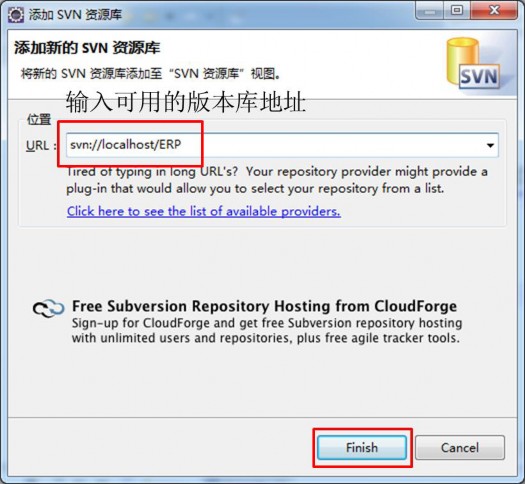 添加 SVN 资源库
添加新的 SVN 资源库
将新的 SVN 资源库添加至“SVN 资源库”视图。
SVN
输入可用的版本库地址
位置
URL： svn://localhost/ERP
Tired of typing in long URL's? Your repository provider might provide a
plug-in that would allow you to select your repository from a list.
Click here to see the list of available providers.
Free Subversion Repository Hosting from CloudForge
Sign-up for CloudForge and get free Subversion repository hosting
with unlimited users and repositories, plus free agile tracker tools.
Finish Cancel